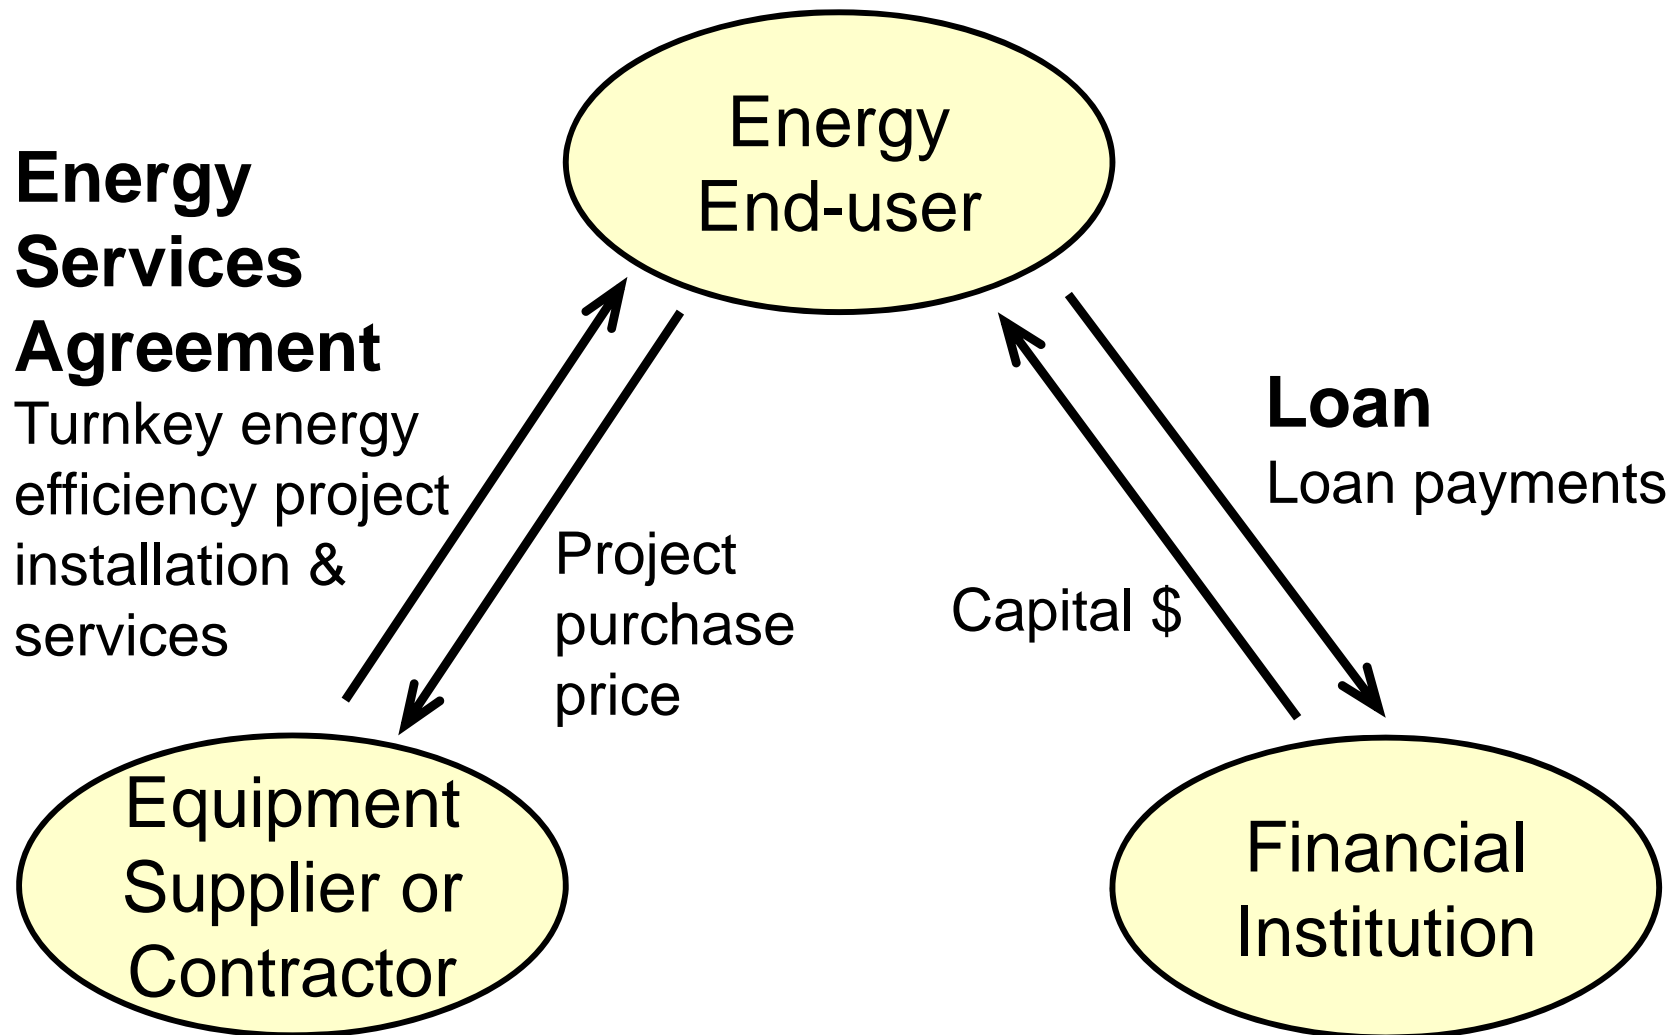 Energy
End-user
Energy
Services
Agreement
Turnkey energy
efficiency project
installation &
services
Project
purchase
price
Capital $
Loan
Loan payments
Equipment
Supplier or
Contractor
Financial
Institution